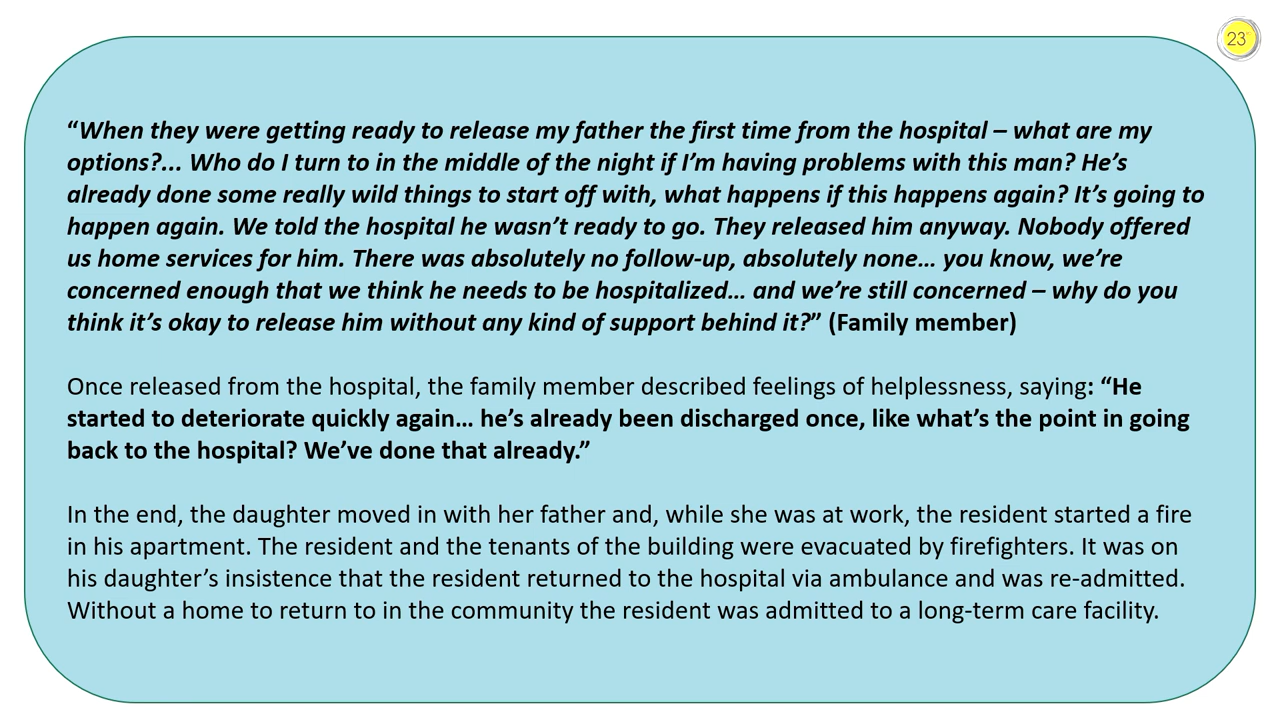 23
“When they were getting ready to release my father the first time from the hospital – what are my
options?... Who do I turn to in the middle of the night if I’m having problems with this man? He’s
already done some really wild things to start off with, what happens if this happens again? It’s going to
happen again. We told the hospital he wasn’t ready to go. They released him anyway. Nobody offered
us home services for him. There was absolutely no follow-up, absolutely none… you know, we’re
concerned enough that we think he needs to be hospitalized… and we’re still concerned – why do you
think it’s okay to release him without any kind of support behind it?” (Family member)
Once released from the hospital, the family member described feelings of helplessness, saying: “He
started to deteriorate quickly again… he’s already been discharged once, like what’s the point in going
back to the hospital? We’ve done that already.”
In the end, the daughter moved in with her father and, while she was at work, the resident started a fire
in his apartment. The resident and the tenants of the building were evacuated by firefighters. It was on
his daughter’s insistence that the resident returned to the hospital via ambulance and was re-admitted.
Without a home to return to in the community the resident was admitted to a long-term care facility.